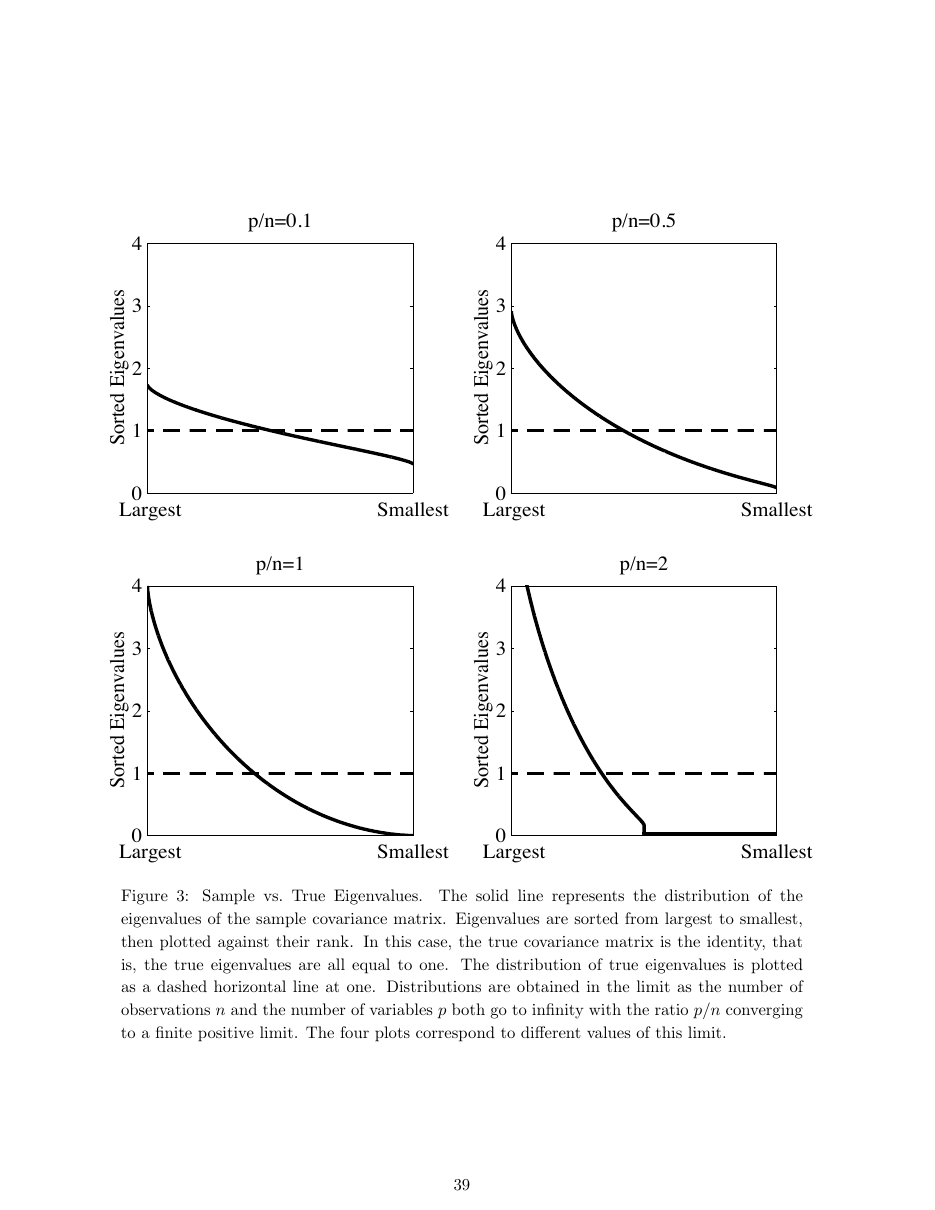 p/n=0.1
4
3
2
1
0
Sorted Eigenvalues
Largest Smallest
p/n=0.5
4
3
2
1
0
Sorted Eigenvalues
Largest Smallest
p/n=1
4
3
2
1
0
Sorted Eigenvalues
Largest Smallest
p/n=2
4
3
2
1
0
Sorted Eigenvalues
Largest Smallest
Figure 3: Sample vs. True Eigenvalues. The solid line represents the distribution of the
eigenvalues of the sample covariance matrix. Eigenvalues are sorted from largest to smallest,
then plotted against their rank. In this case, the true covariance matrix is the identity, that
is, the true eigenvalues are all equal to one. The distribution of true eigenvalues is plotted
as a dashed horizontal line at one. Distributions are obtained in the limit as the number of
observations n and the number of variables p both go to infinity with the ratio p/n converging
to a finite positive limit. The four plots correspond to different values of this limit.
39